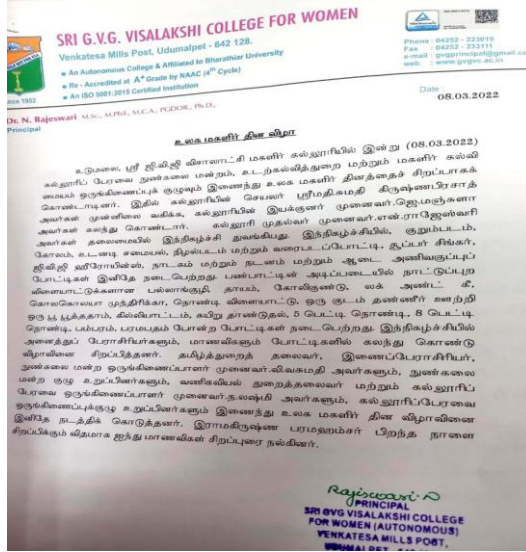 SRI G.V.G. VISALAKSHI COLLEGE FOR WOMEN
Venkatesa Mills Post, Udumalpet - 642 128.
● An Autonomous College & Affiliated to Bharathiar University
● Re - Accredited at A+ Grade by NAAC (4th Cycle)
● An ISO 9001:2015 Certified Institution
Since 1952
Phone : 04252 - 223019
Fax : 04252 - 233111
e-mail : gvgprincipal@gmail.co
web : www.gvgvc.ac.in
Dr. N. Rajeswari M.Sc., M.Phil., M.C.A., PGDOR., Ph.D.,
Principal
Date :
08.03.2022
உலக மகளிர் தின விழா
உடுமலை, ஸ்ரீ ஜி.வி.ஜி விசாலாட்சி மகளிர் கல்லூரியில் இன்று (08.03.2022)
கல்லூரிப் பேரவை நுண்கலை மன்றம், உடற்கல்வித்துறை மற்றும் மகளிர் கல்வி
மையம் ஒருங்கிணைப்புக் குழுவும் இணைந்து உலக மகளிர் தினத்தைச் சிறப்பாகக்
கொண்டாடினர். இதில் கல்லூரியின் செயலர் ஸ்ரீமதி.சுமதி கிருஷ்ணபிரசாத்
அவர்கள் முன்னிலை வகிக்க, கல்லூரியின் இயக்குனர் முனைவர்.ஜெ.மஞ்சுளா
அவர்கள் கலந்து கொண்டார். கல்லூரி முதல்வர் முனைவர்.என்.ராஜேஸ்வரி
அவர்கள் தலைமையில் இந்நிகழ்ச்சி துவங்கியது. இந்நிகழ்ச்சியில், குறும்படம்,
கோலம், உடனடி சமையல், நிழல்படம் மற்றும் வரைபடப்போட்டி, சூப்பர் சிங்கர்,
ஜி.வி.ஜி ஹீரோயின்ஸ், நாடகம் மற்றும் நடனம் மற்றும் ஆடை அணிவகுப்புப்
போட்டிகள் இனிதே நடைபெற்றது. பண்பாட்டின் அடிப்படையில் நாட்டுப்புற
விளையாட்டுக்களான பல்லாங்குழி, தாயம், கோலிகுண்டு, லக் அண்ட் கீ,
கொலகொலயா முந்திரிக்கா, நொண்டி விளையாட்டு, ஒரு குடம் தண்ணீர் ஊற்றி
ஒரு பூ பூத்ததாம், கில்லியாட்டம், கயிறு தாண்டுதல், 5 பெட்டி நொண்டி, 8 பெட்டி
நொண்டி, பம்பரம், பரமபதம் போன்ற போட்டிகள் நடைபெற்றது. இந்நிகழ்ச்சியில்
அனைத்துப் பேராசிரியர்களும், மாணவிகளும் போட்டிகளில் கலந்து கொண்டு
விழாவினை சிறப்பித்தனர். தமிழ்த்துறைத் தலைவர், இணைப்பேராசிரியர்,
நுண்கலை மன்ற ஒருங்கிணைப்பாளர் முனைவர்.வி.வசுமதி அவர்களும், நுண்கலை
மன்ற குழு உறுப்பினர்களும், வணிகவியல் துறைத்தலைவர் மற்றும் கல்லூரிப்
பேரவை ஒருங்கிணைப்பாளர் முனைவர்.ந.லஷ்மி அவர்களும், கல்லூரிப்பேரவை
ஒருங்கிணைப்புக்குழு உறுப்பினர்களும் இணைந்து உலக மகளிர் தின விழாவினை
இனிதே நடத்திக் கொடுத்தனர். இராமகிருஷ்ண பரமஹம்சர் பிறந்த நாளை
சிறப்பிக்கும் விதமாக ஐந்து மாணவிகள் சிறப்புரை நல்கினர்.
Rajeswari.N
PRINCIPAL
SRI GVG VISALAKSHI COLLEGE
FOR WOMEN (AUTONOMOUS)
VENKATESA MILLS POST,